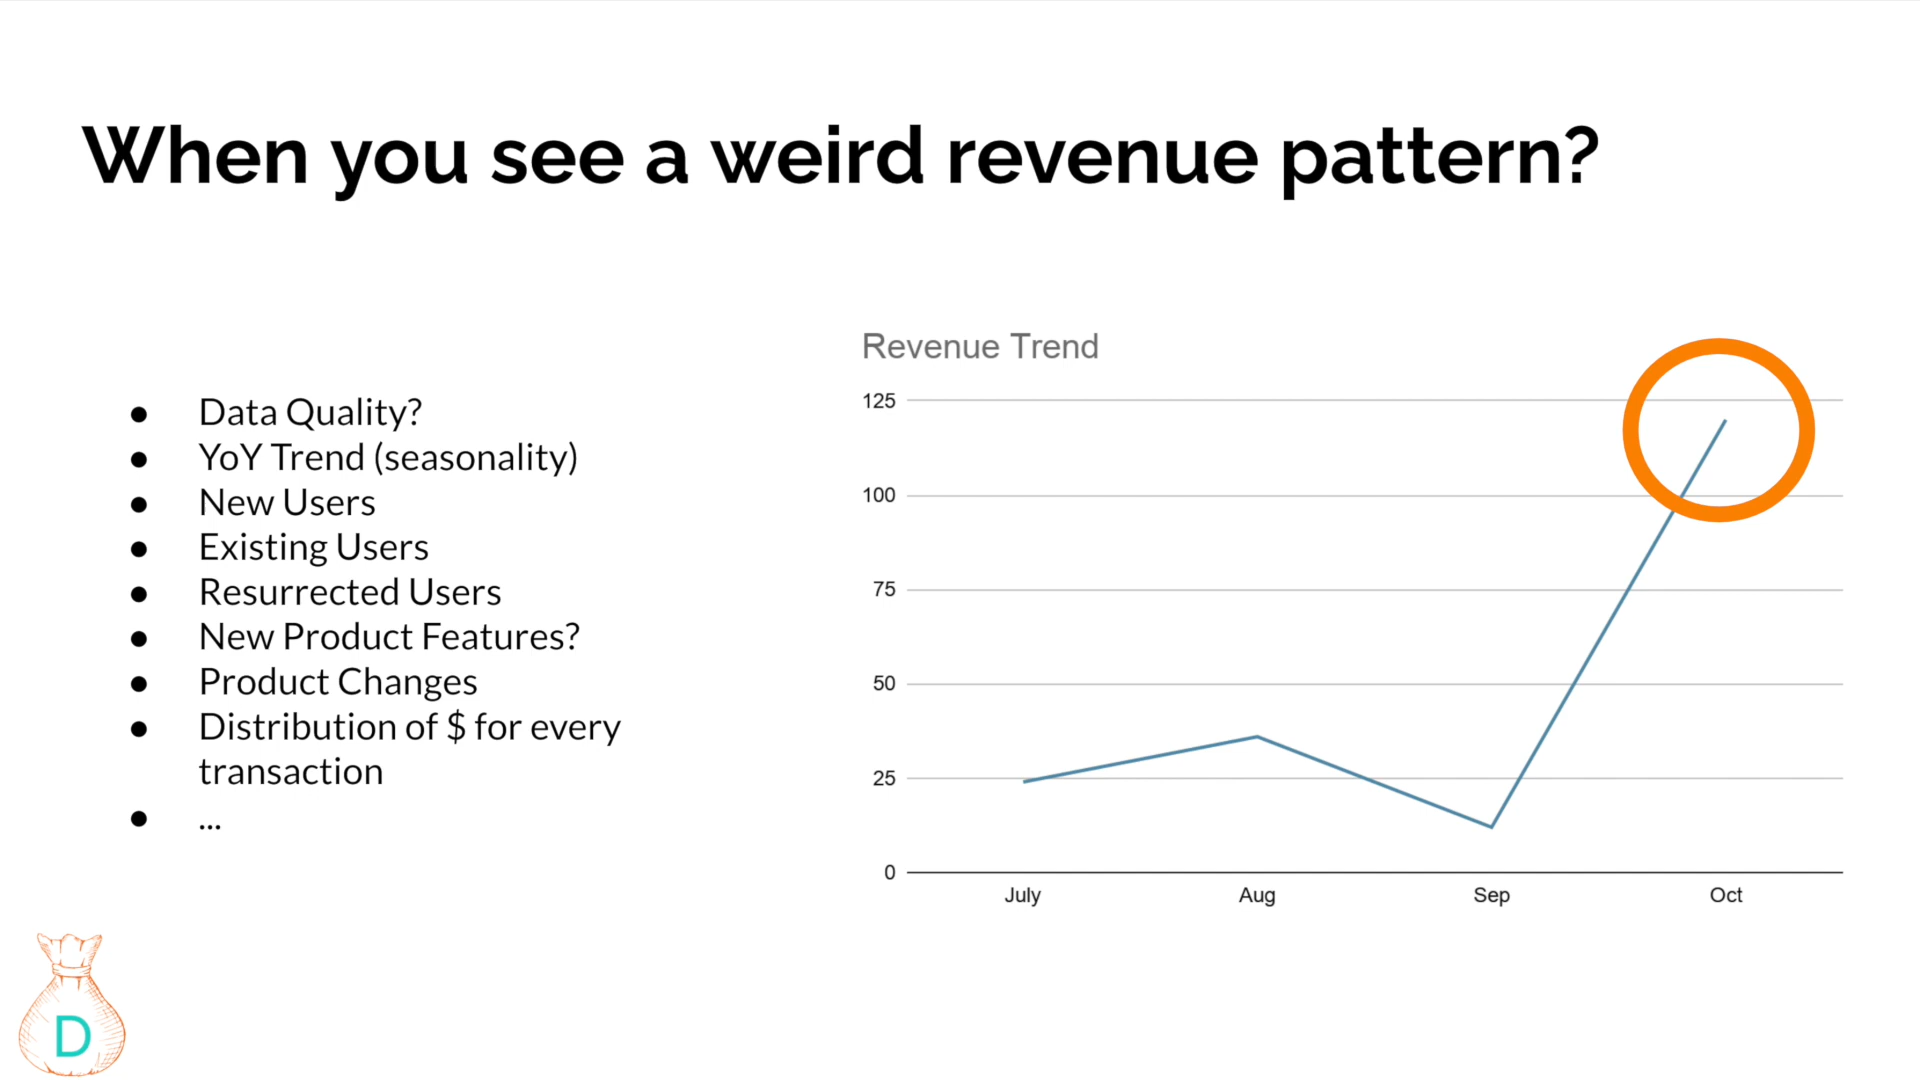 When you see a weird revenue pattern?
● Data Quality?
● YoY Trend (seasonality)
● New Users
● Existing Users
● Resurrected Users
● New Product Features?
● Product Changes
● Distribution of $ for every
transaction
● ...
Revenue Trend
125
100
75
50
25
0
July Aug Sep Oct
D